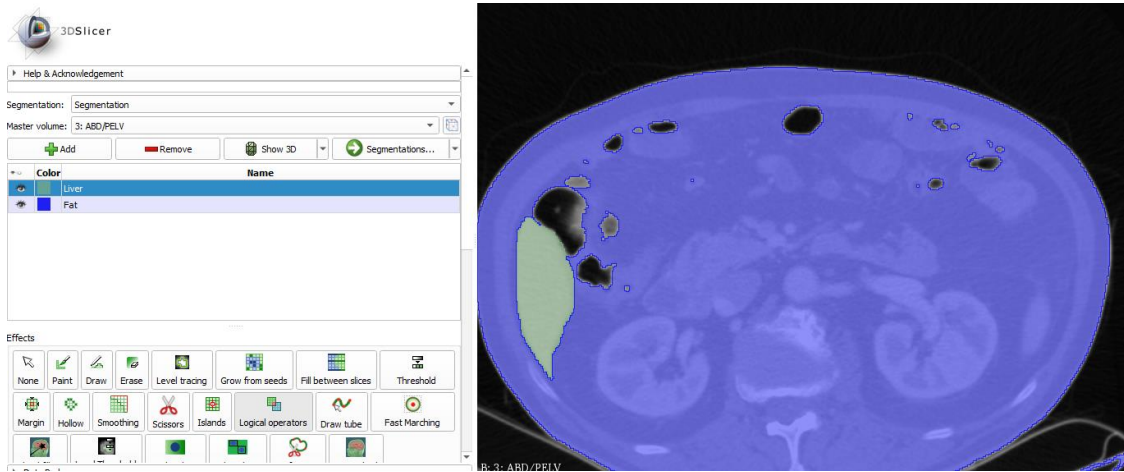 3DSlicer
Help & Acknowledgement
Segmentation: Segmentation
Master volume: 3: ABD/PELV
Add Remove Show 3D Segmentations...
Color Name
Liver
Fat
Effects
None Paint Draw Erase Level tracing Grow from seeds Fill between slices Threshold
Margin Hollow Smoothing Scissors Islands Logical operators Draw tube Fast Marching
B: 3: ABD/PELV